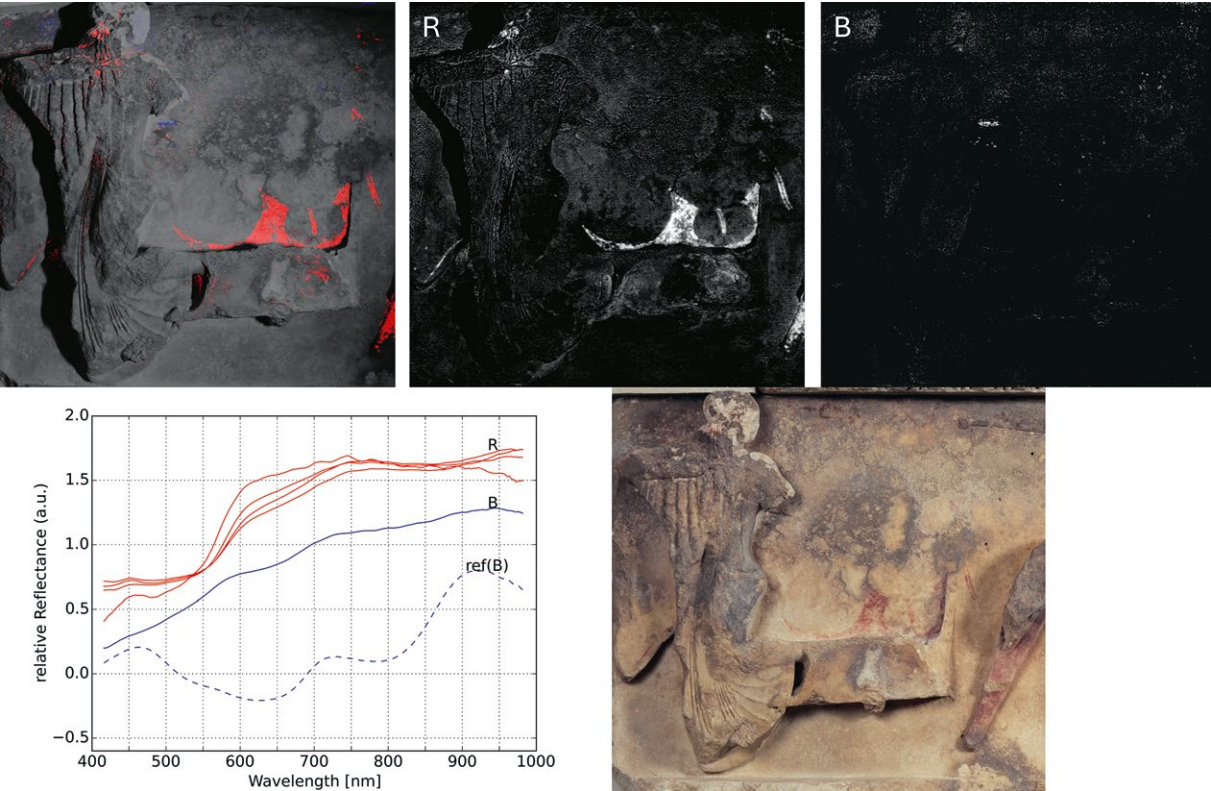 R
B
relative Reflectance (a.u.)
2.0
1.5
1.0
0.5
0.0
−0.5
R
B
ref(B)
400 500 600 700 800 900 1000
Wavelength [nm]